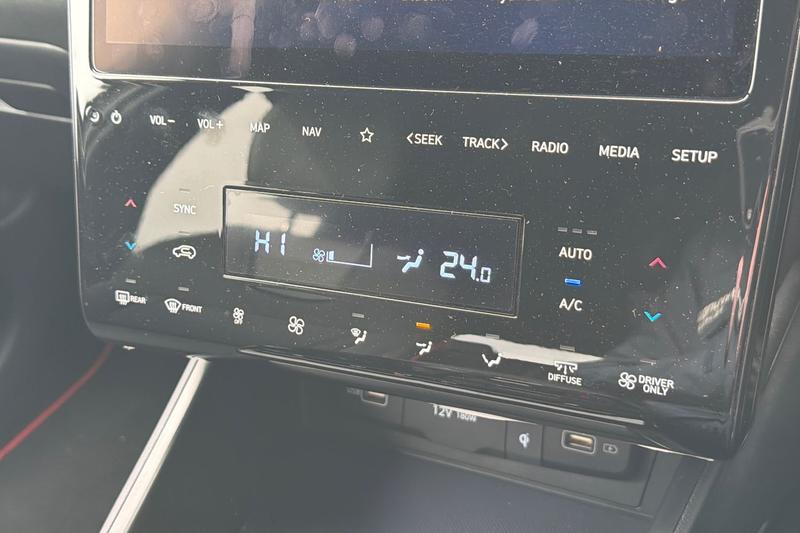 VOL− VOL+ MAP NAV ☆ <SEEK TRACK> RADIO MEDIA SETUP
SYNC
AUTO
HI 24.0
A/C
REAR FRONT
OFF
DIFFUSE
DRIVER
ONLY
12V 180W